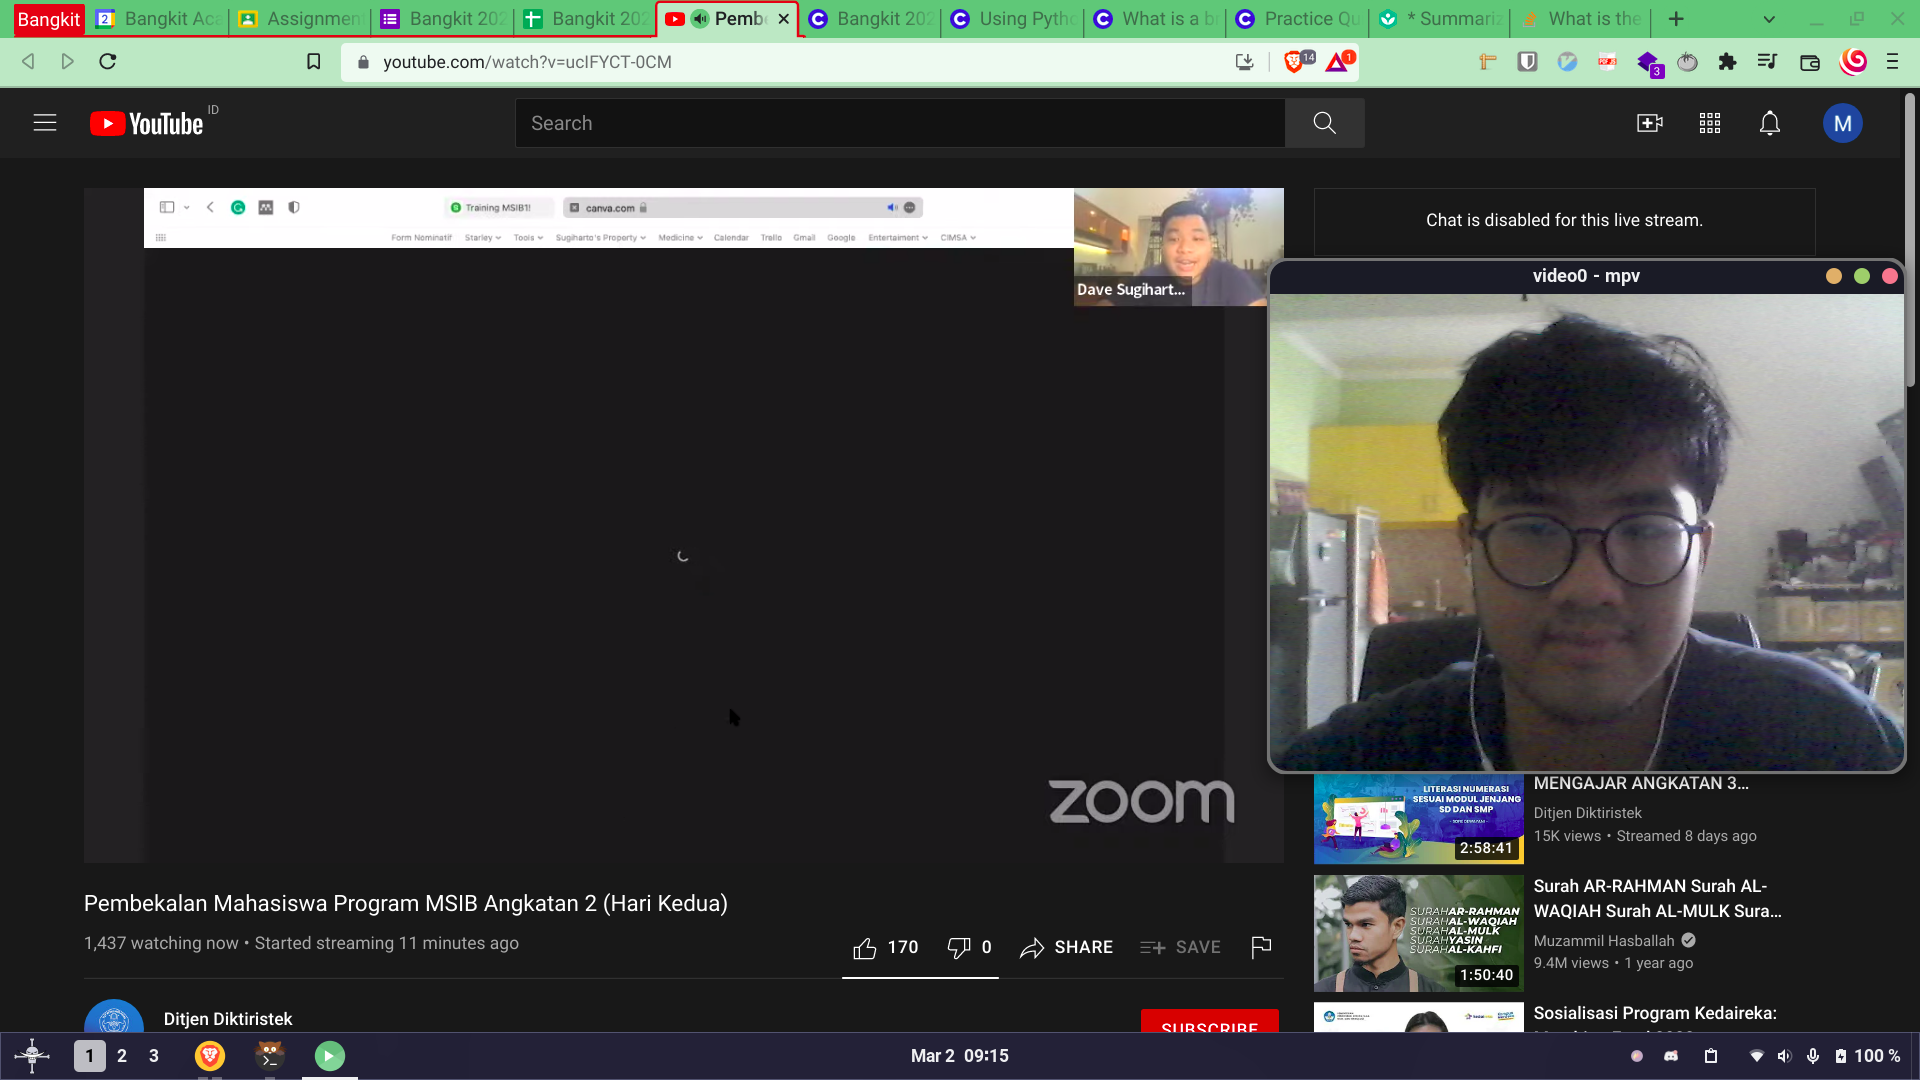 Bangkit
Bangkit Aca
Assignmen
Bangkit 202
Bangkit 202
Pemb
Bangkit 202
Using Pytho
What is a b
Practice Qu
* Summariz
What is the
youtube.com/watch?v=ucIFYCT-0CM
14
1
3
YouTube ID
Search
M
Training MSIB1!
canva.com
Form Nominatif Starley Tools Sugiharto's Property Medicine Calendar Trello Gmail Google Entertaiment CIMSA
Dave Sugihart...
zoom
Chat is disabled for this live stream.
video0 - mpv
Pembekalan Mahasiswa Program MSIB Angkatan 2 (Hari Kedua)
1,437 watching now • Started streaming 11 minutes ago
170
0
SHARE
SAVE
Ditjen Diktiristek
SUBSCRIBE
LITERASI NUMERASI
SESUAI MODUL JENJANG
SD DAN SMP
2:58:41
MENGAJAR ANGKATAN 3...
Ditjen Diktiristek
15K views • Streamed 8 days ago
SURAH AR-RAHMAN
SURAH AL-WAQIAH
SURAH AL-MULK
SURAH YASIN
SURAH AL-KAHFI
1:50:40
Surah AR-RAHMAN Surah AL-
WAQIAH Surah AL-MULK Sura...
Muzammil Hasballah
9.4M views • 1 year ago
Sosialisasi Program Kedaireka:
1
2
3
Mar 2 09:15
100 %